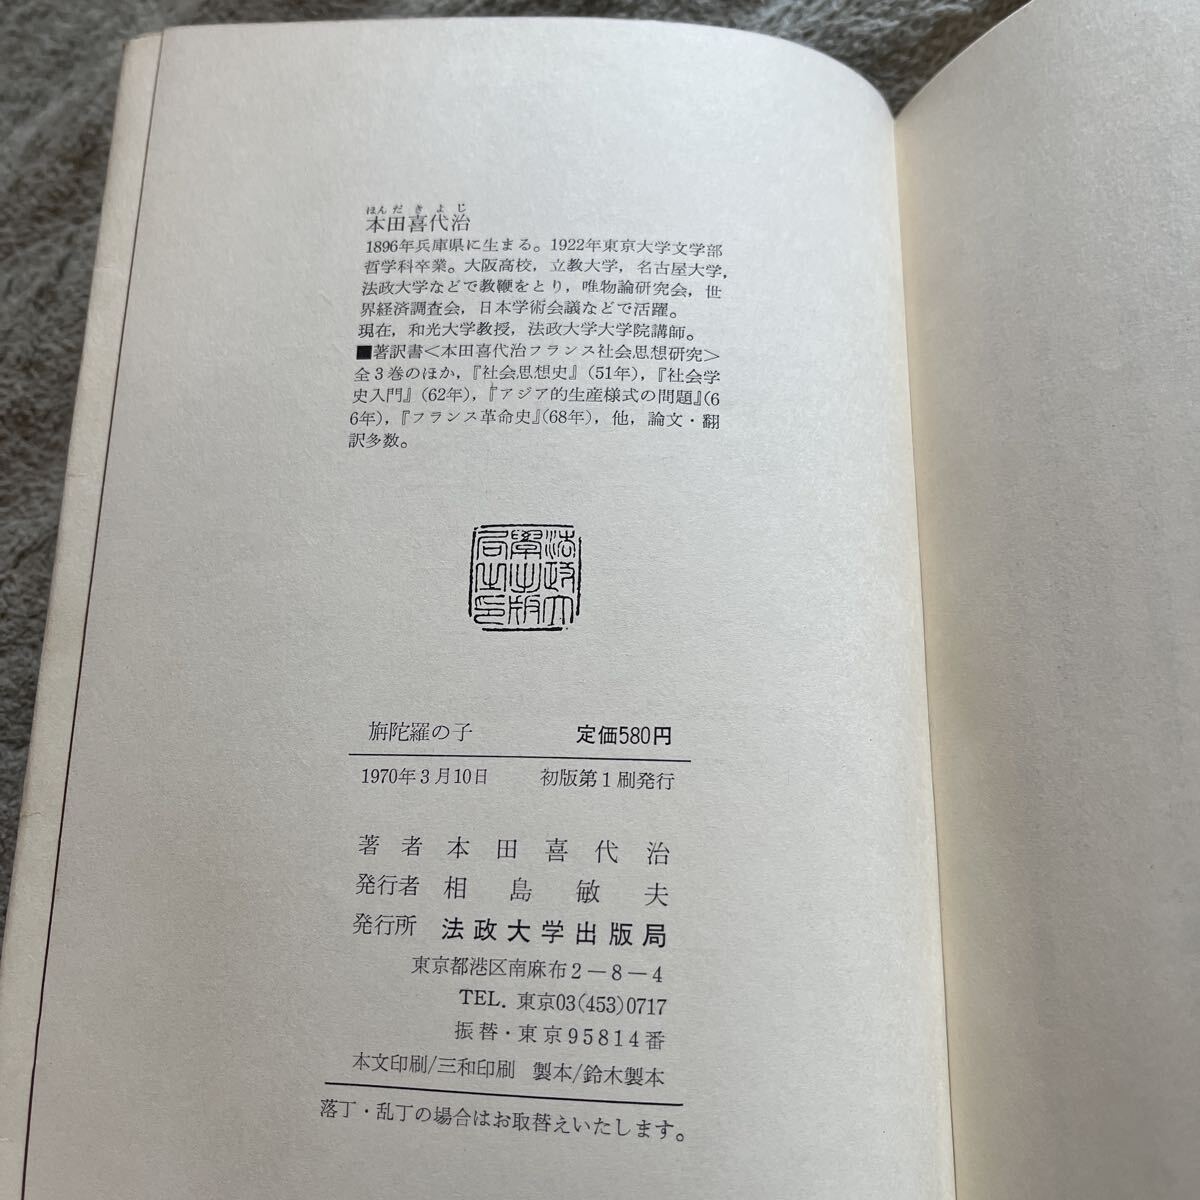 ほんだきよじ
本田喜代治
1896年兵庫県に生まる。1922年東京大学文学部
哲学科卒業。大阪高校，立教大学，名古屋大学，
法政大学などで教鞭をとり，唯物論研究会，世
界経済調査会，日本学術会議などで活躍。
現在，和光大学教授，法政大学大学院講師。
■著訳書＜本田喜代治フランス社会思想研究＞
全3巻のほか，『社会思想史』(51年)，『社会学
史入門』(62年)，『アジア的生産様式の問題』(6
6年)，『フランス革命史』(68年)，他，論文・翻
訳多数。
法政大
學出版
局之印
旃陀羅の子 定価580円
1970年3月10日 初版第1刷発行
著者 本田喜代治
発行者 相島敏夫
発行所 法政大学出版局
東京都港区南麻布2－8－4
TEL. 東京03(453)0717
振替・東京95814番
本文印刷/三和印刷 製本/鈴木製本
落丁・乱丁の場合はお取替えいたします。